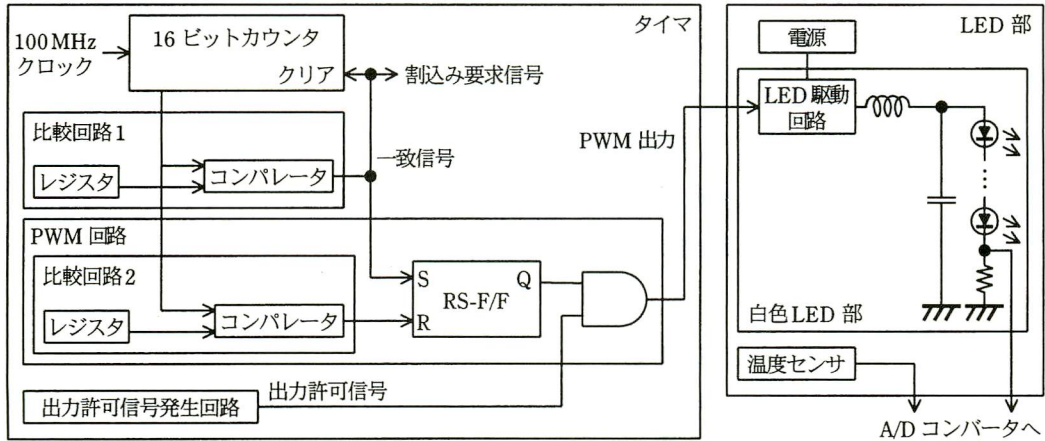 タイマ
100MHz
クロック
16 ビットカウンタ
クリア
割込み要求信号
比較回路1
レジスタ
コンパレータ
一致信号
PWM 回路
比較回路2
レジスタ
コンパレータ
S
R
Q
RS-F/F
出力許可信号発生回路
出力許可信号
PWM 出力
LED 部
電源
LED 駆動
回路
…
白色LED 部
温度センサ
A/D コンバータへ